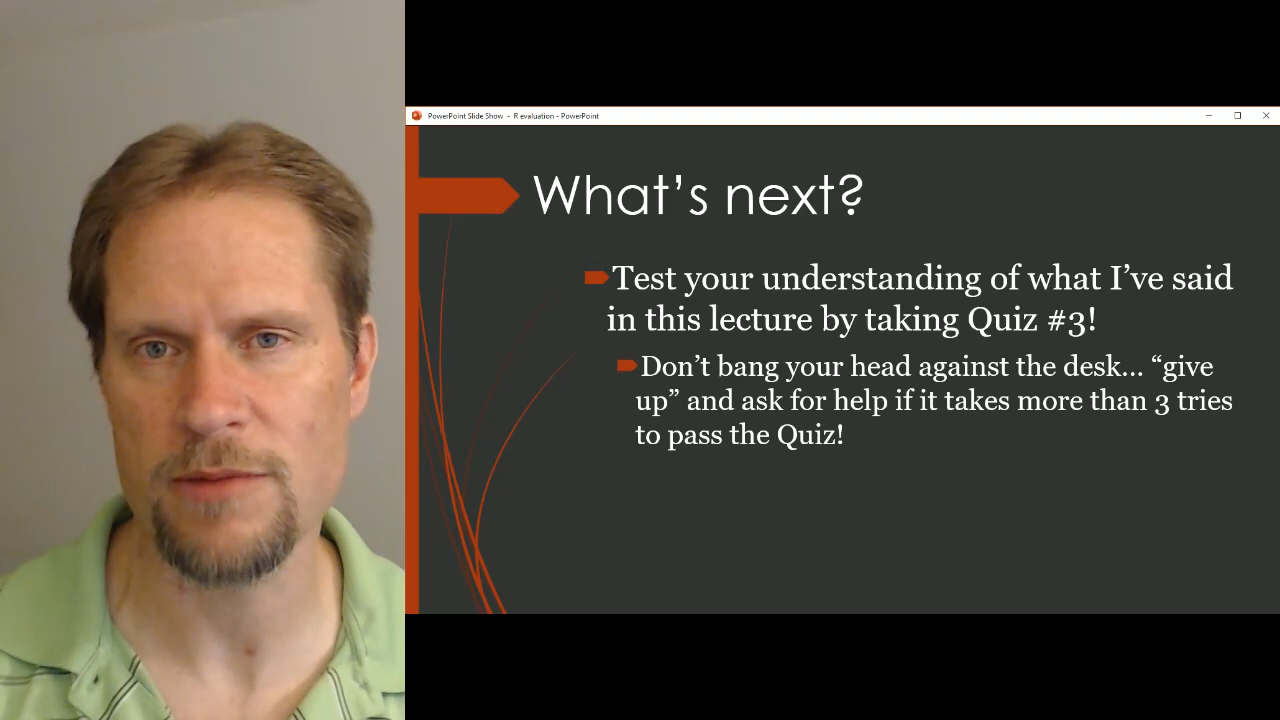 PowerPoint Slide Show - R evaluation - PowerPoint
What's next?
Test your understanding of what I've said
in this lecture by taking Quiz #3!
Don't bang your head against the desk... “give
up” and ask for help if it takes more than 3 tries
to pass the Quiz!